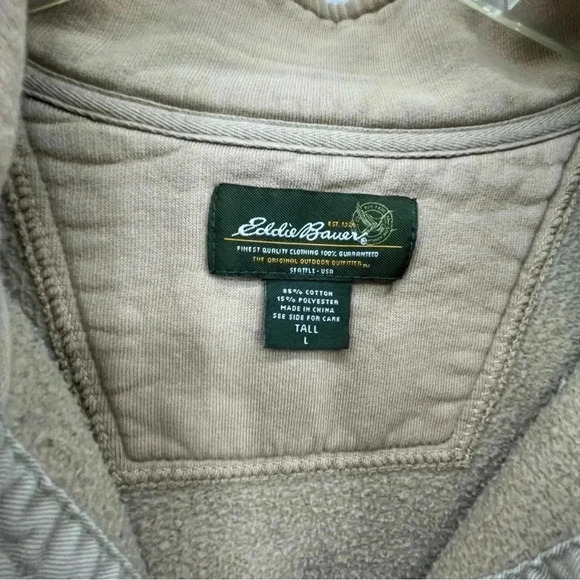 EST. 1920
Eddie Bauer®
FINEST QUALITY CLOTHING 100% GUARANTEED
THE ORIGINAL OUTDOOR OUTFITTER™
SEATTLE · USA
85% COTTON
15% POLYESTER
MADE IN CHINA
SEE SIDE FOR CARE
TALL
L